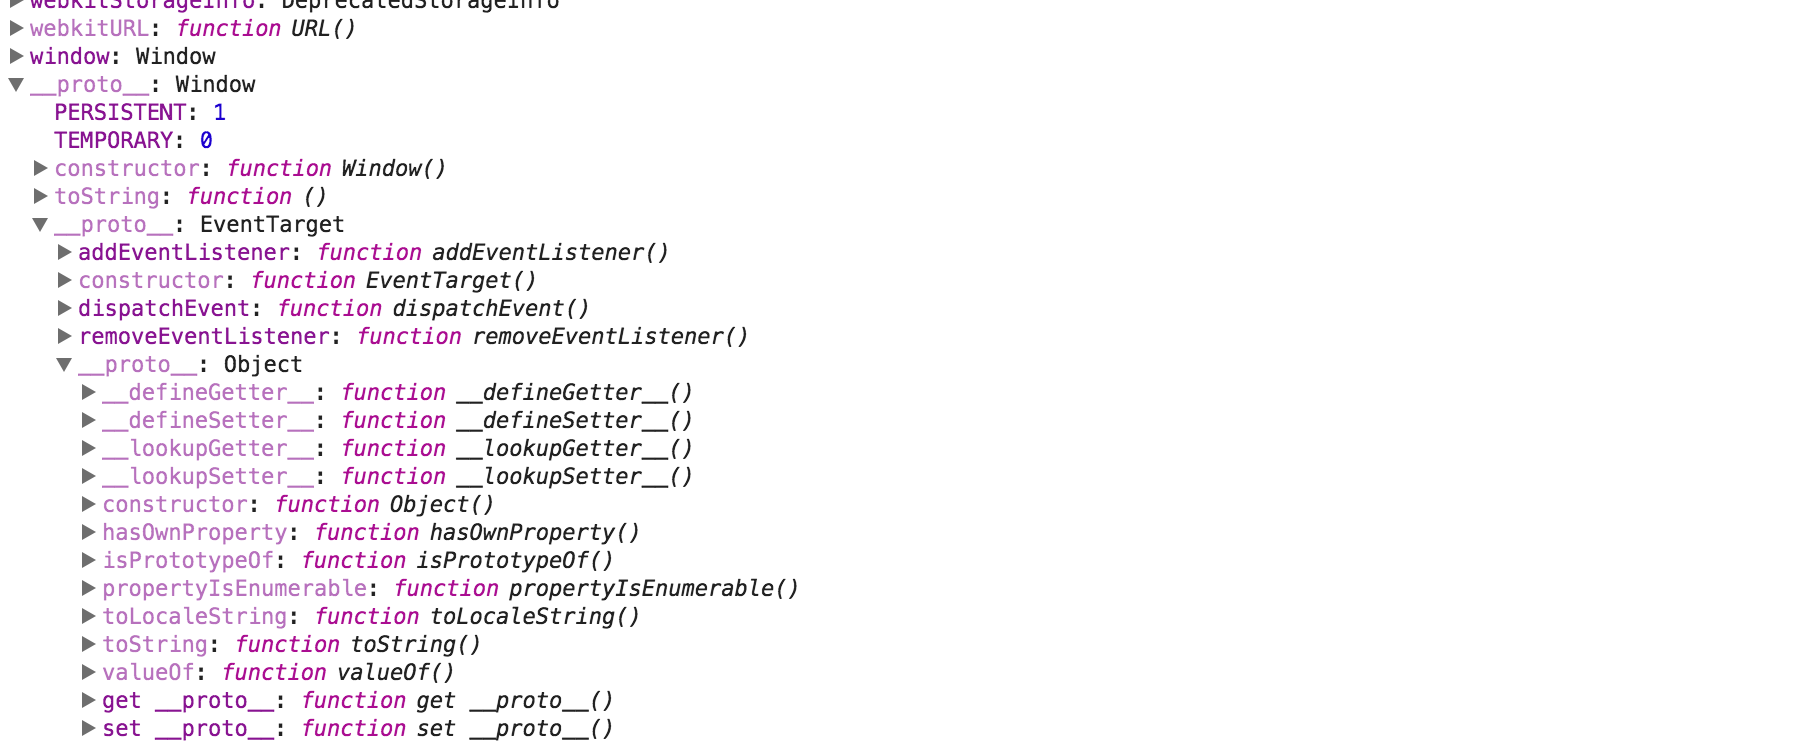 webkitStorageInfo: DeprecatedStorageInfo
webkitURL: function URL()
window: Window
__proto__: Window
PERSISTENT: 1
TEMPORARY: 0
constructor: function Window()
toString: function ()
__proto__: EventTarget
addEventListener: function addEventListener()
constructor: function EventTarget()
dispatchEvent: function dispatchEvent()
removeEventListener: function removeEventListener()
__proto__: Object
__defineGetter__: function __defineGetter__()
__defineSetter__: function __defineSetter__()
__lookupGetter__: function __lookupGetter__()
__lookupSetter__: function __lookupSetter__()
constructor: function Object()
hasOwnProperty: function hasOwnProperty()
isPrototypeOf: function isPrototypeOf()
propertyIsEnumerable: function propertyIsEnumerable()
toLocaleString: function toLocaleString()
toString: function toString()
valueOf: function valueOf()
get __proto__: function get __proto__()
set __proto__: function set __proto__()